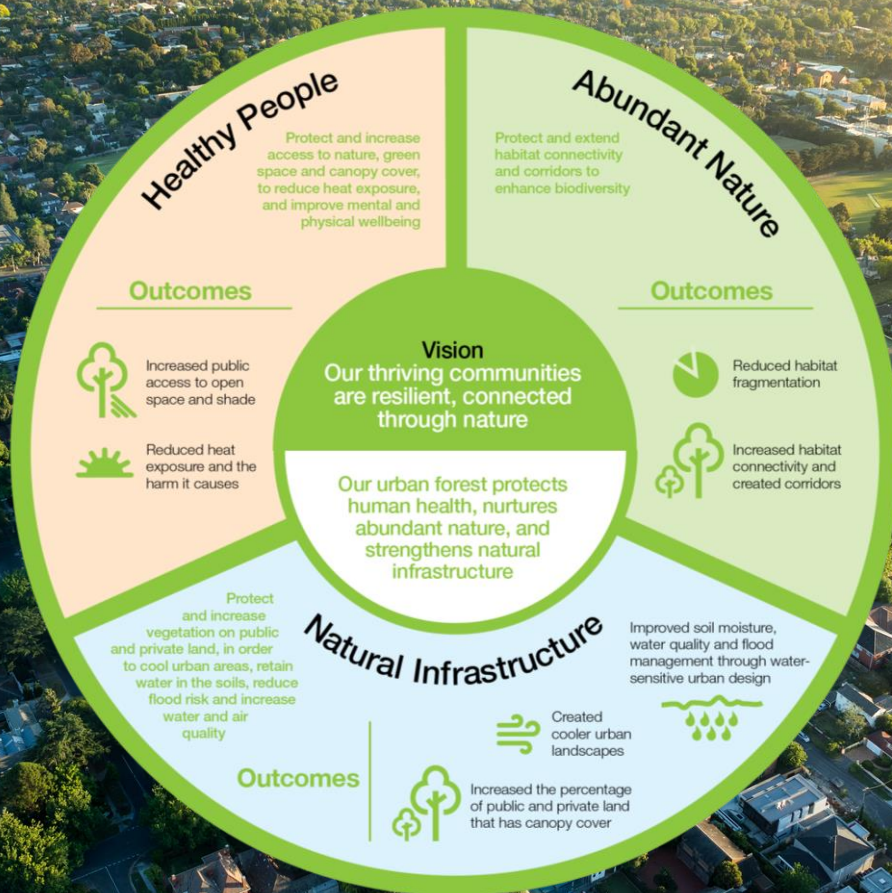 Healthy People
Protect and increase
access to nature, green
space and canopy cover,
to reduce heat exposure,
and improve mental and
physical wellbeing
Outcomes
Increased public
access to open
space and shade
Reduced heat
exposure and the
harm it causes
Abundant Nature
Protect and extend
habitat connectivity
and corridors to
enhance biodiversity
Outcomes
Reduced habitat
fragmentation
Increased habitat
connectivity and
created corridors
Vision
Our thriving communities
are resilient, connected
through nature
Our urban forest protects
human health, nurtures
abundant nature, and
strengthens natural
infrastructure
Natural Infrastructure
Protect
and increase
vegetation on public
and private land, in order
to cool urban areas, retain
water in the soils, reduce
flood risk and increase
water and air
quality
Outcomes
Improved soil moisture,
water quality and flood
management through water-
sensitive urban design
Created
cooler urban
landscapes
Increased the percentage
of public and private land
that has canopy cover